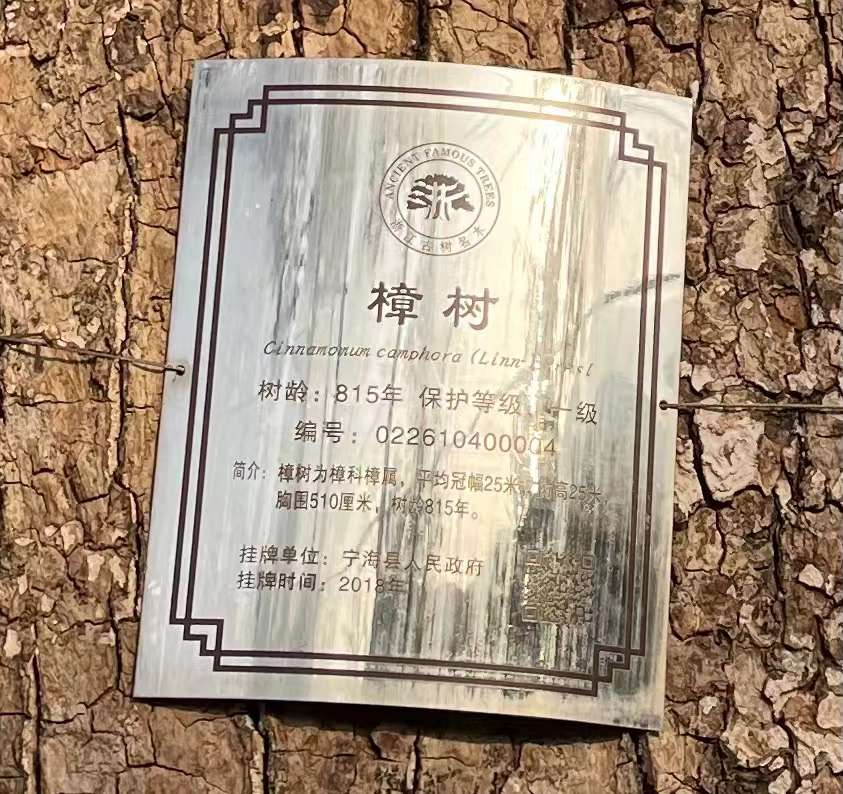 ANCIENT FAMOUS TREES
浙江古树名木
樟树
Cinnamomum camphora (Linn
树龄：815年 保护等级：一级
编号：022610400004
简介：樟树为樟科樟属，平均冠幅25米，树高25米，
胸围510厘米，树龄815年。
挂牌单位：宁海县人民政府
挂牌时间：2018年